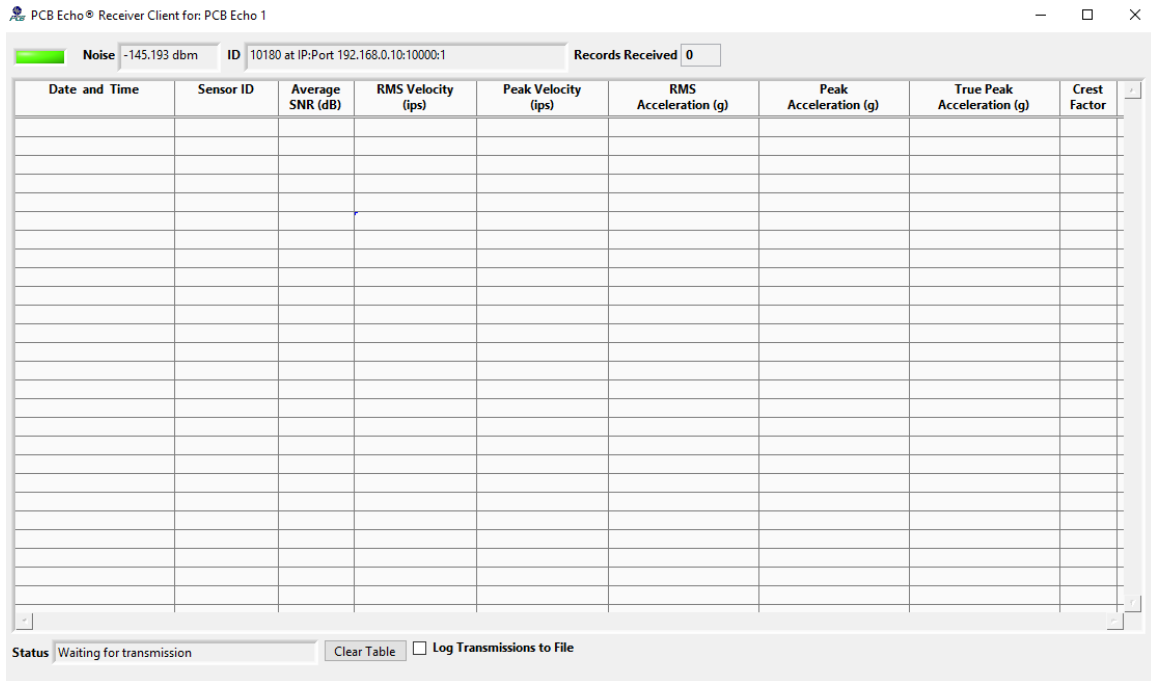 PCB Echo® Receiver Client for: PCB Echo 1
Noise -145.193 dbm ID 10180 at IP:Port 192.168.0.10:10000:1 Records Received 0
Date and Time Sensor ID Average SNR (dB) RMS Velocity (ips) Peak Velocity (ips) RMS Acceleration (g) Peak Acceleration (g) True Peak Acceleration (g) Crest Factor
Status Waiting for transmission Clear Table Log Transmissions to File